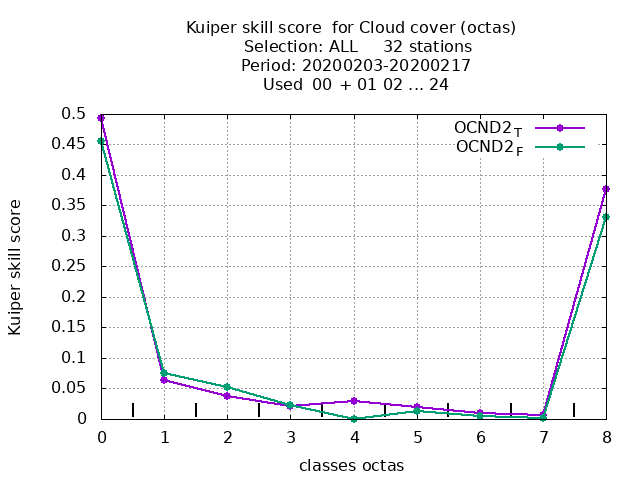 Kuiper skill score  for Cloud cover (octas)
Selection: ALL     32 stations
Period: 20200203-20200217
Used  00 + 01 02 ... 24
OCND2_T
OCND2_F
0.5
0.45
0.4
0.35
0.3
0.25
0.2
0.15
0.1
0.05
0
Kuiper skill score
0 1 2 3 4 5 6 7 8
classes octas